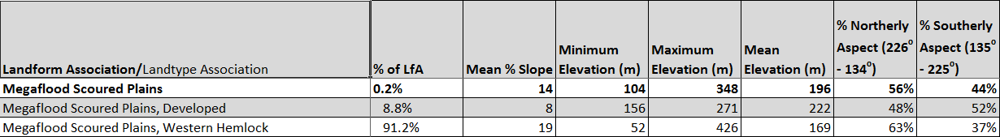 Landform Association/Landtype Association % of LfA Mean % Slope Minimum Elevation (m) Maximum Elevation (m) Mean Elevation (m) % Northerly Aspect (226° - 134°) % Southerly Aspect (135° - 225°)
Megaflood Scoured Plains 0.2% 14 104 348 196 56% 44%
Megaflood Scoured Plains, Developed 8.8% 8 156 271 222 48% 52%
Megaflood Scoured Plains, Western Hemlock 91.2% 19 52 426 169 63% 37%